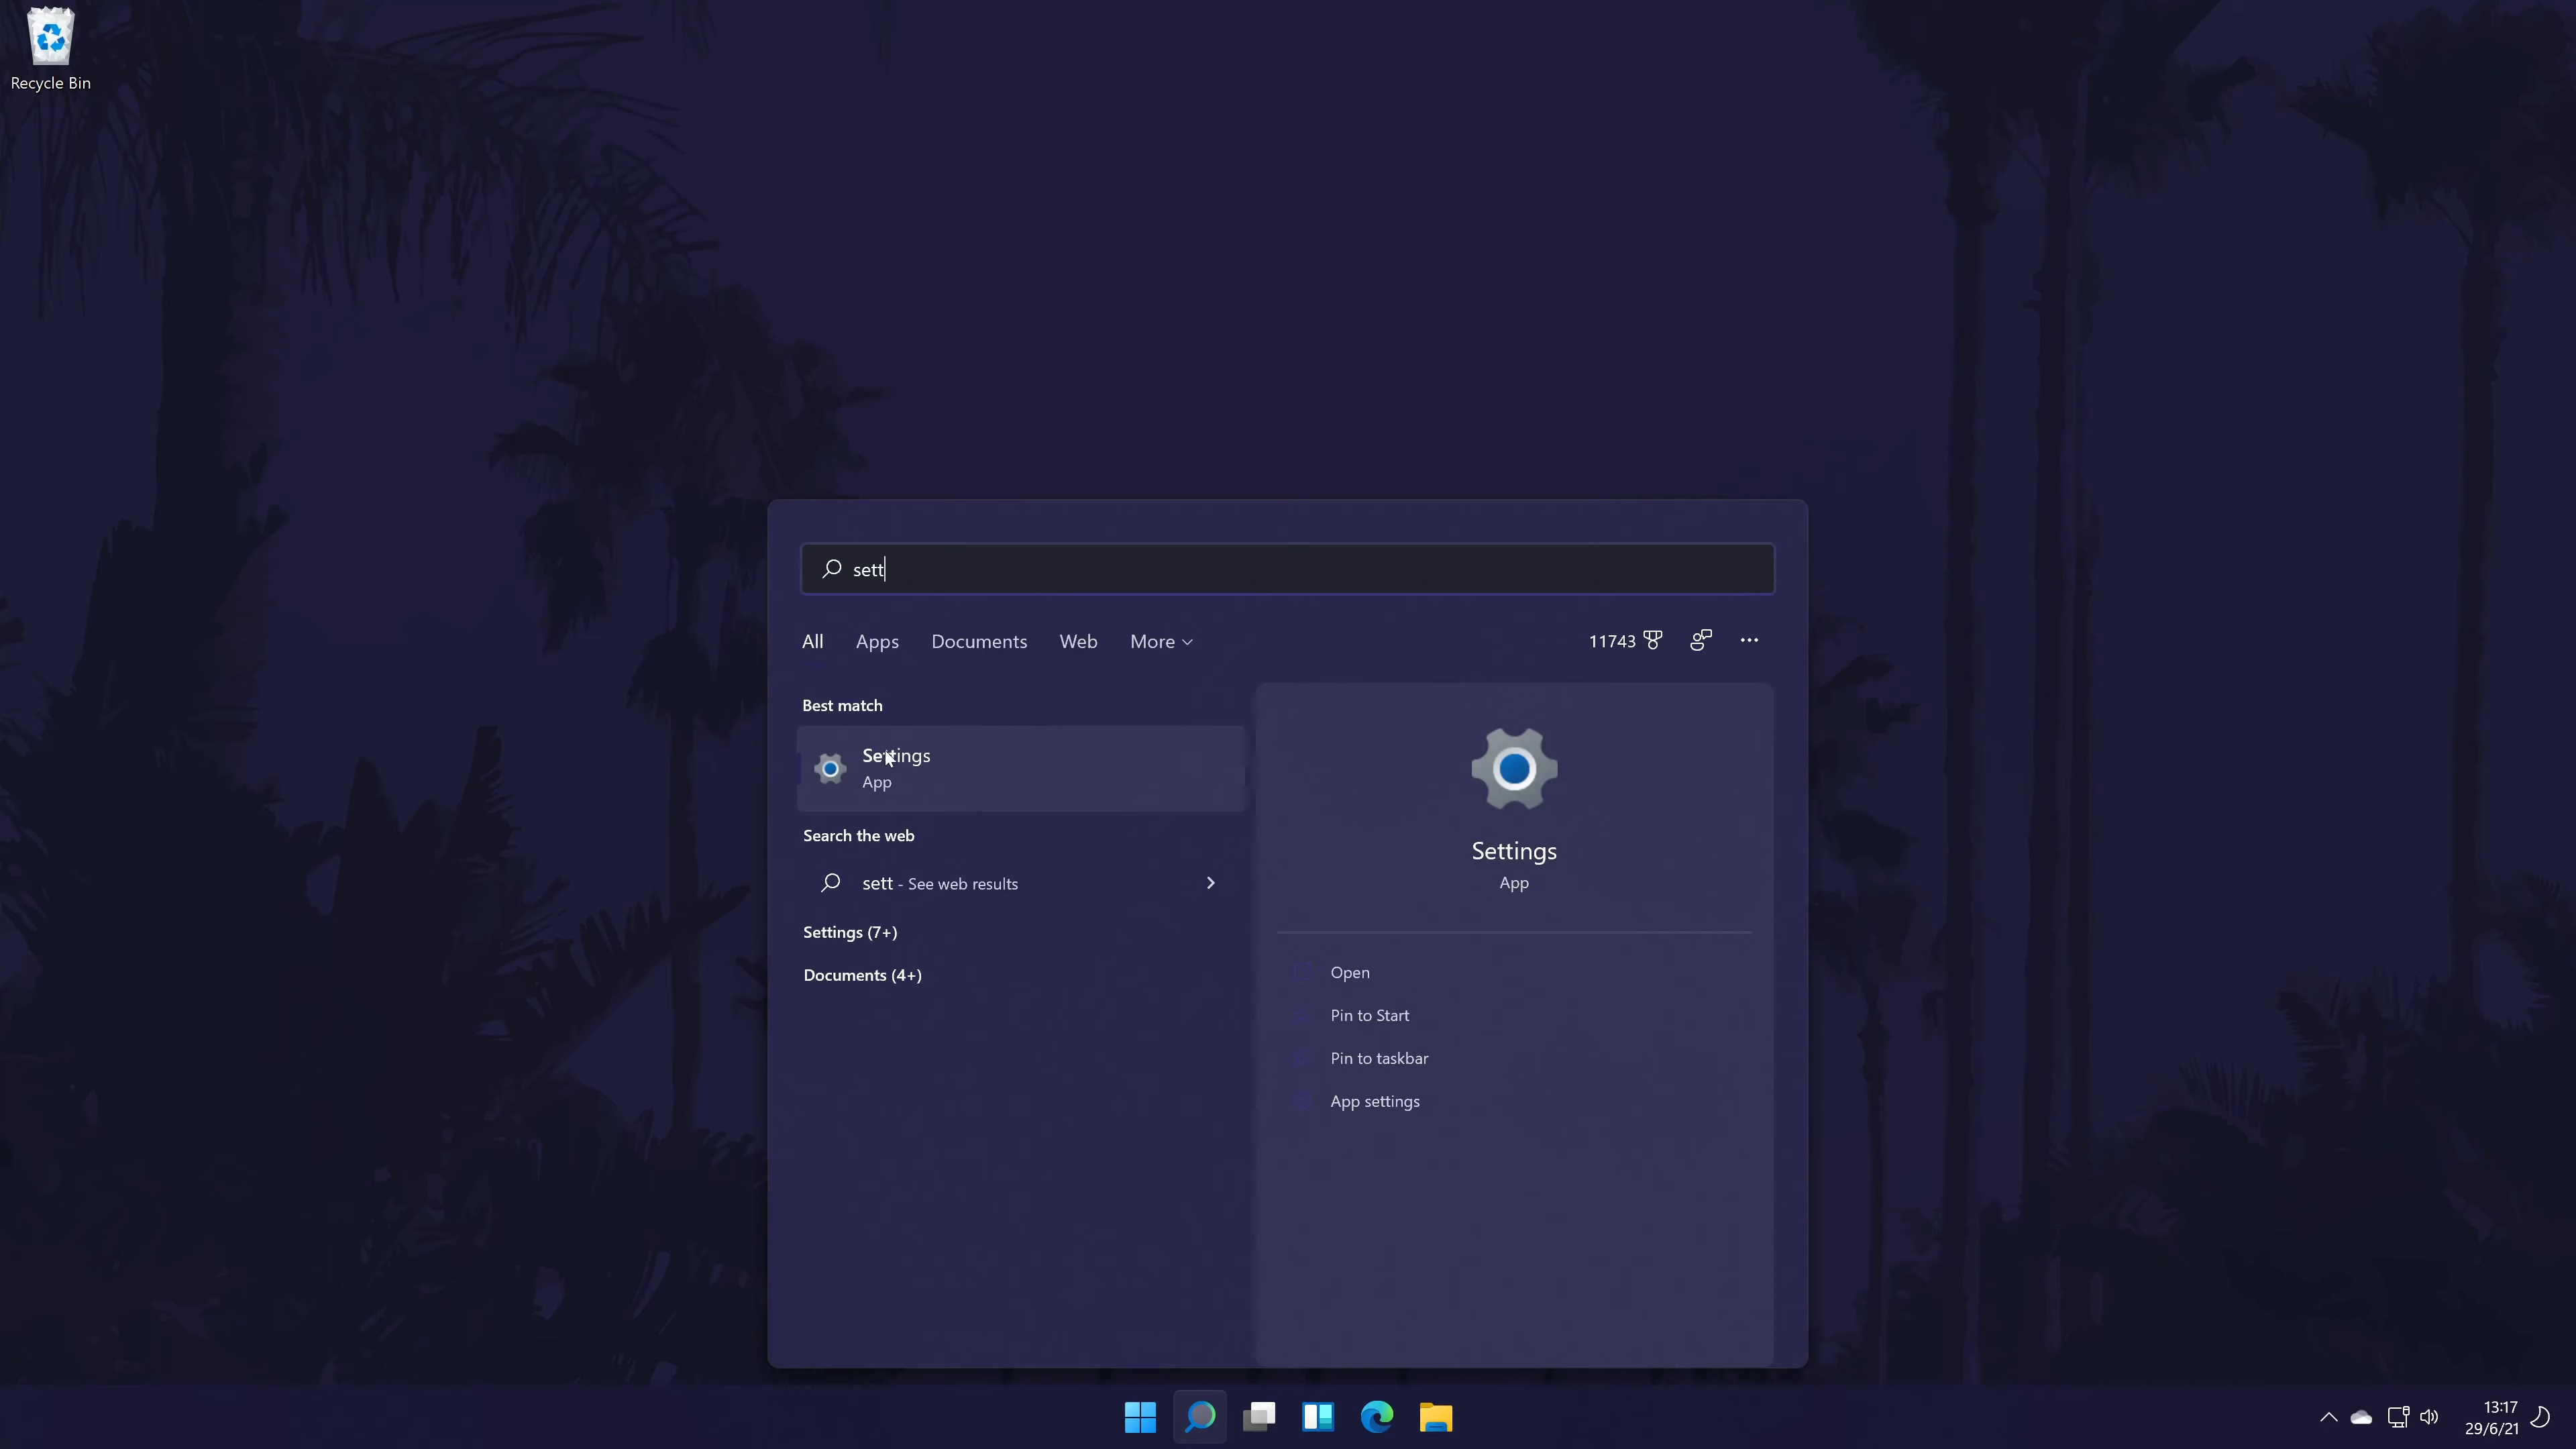 Recycle Bin
sett
All Apps Documents Web More
11743
Best match
Settings
App
Search the web
sett - See web results
Settings (7+)
Documents (4+)
Settings
App
Open
Pin to Start
Pin to taskbar
App settings
13:17
29/6/21